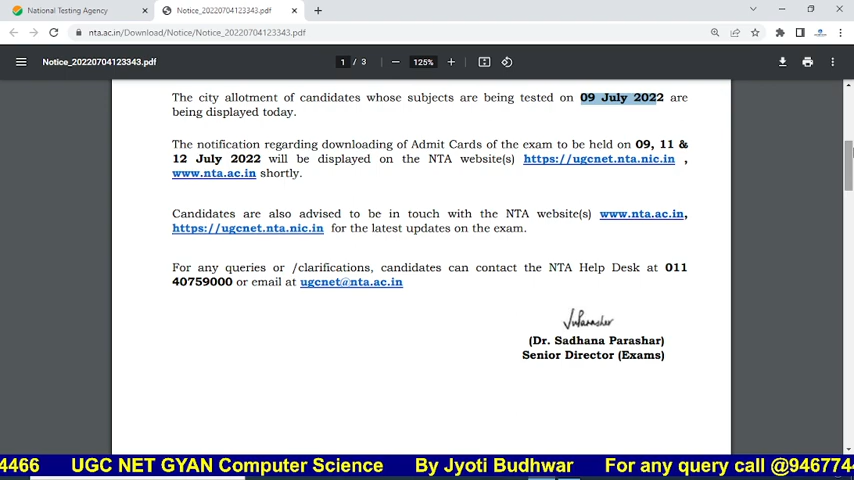 National Testing Agency
Notice_20220704123343.pdf
nta.ac.in/Download/Notice/Notice_20220704123343.pdf
Notice_20220704123343.pdf
1 / 3
125%
The city allotment of candidates whose subjects are being tested on 09 July 2022 are
being displayed today.
The notification regarding downloading of Admit Cards of the exam to be held on 09, 11 &
12 July 2022 will be displayed on the NTA website(s) https://ugcnet.nta.nic.in ,
www.nta.ac.in shortly.
Candidates are also advised to be in touch with the NTA website(s) www.nta.ac.in,
https://ugcnet.nta.nic.in for the latest updates on the exam.
For any queries or /clarifications, candidates can contact the NTA Help Desk at 011
40759000 or email at ugcnet@nta.ac.in
(Dr. Sadhana Parashar)
Senior Director (Exams)
4466 UGC NET GYAN Computer Science By Jyoti Budhwar For any query call @946774